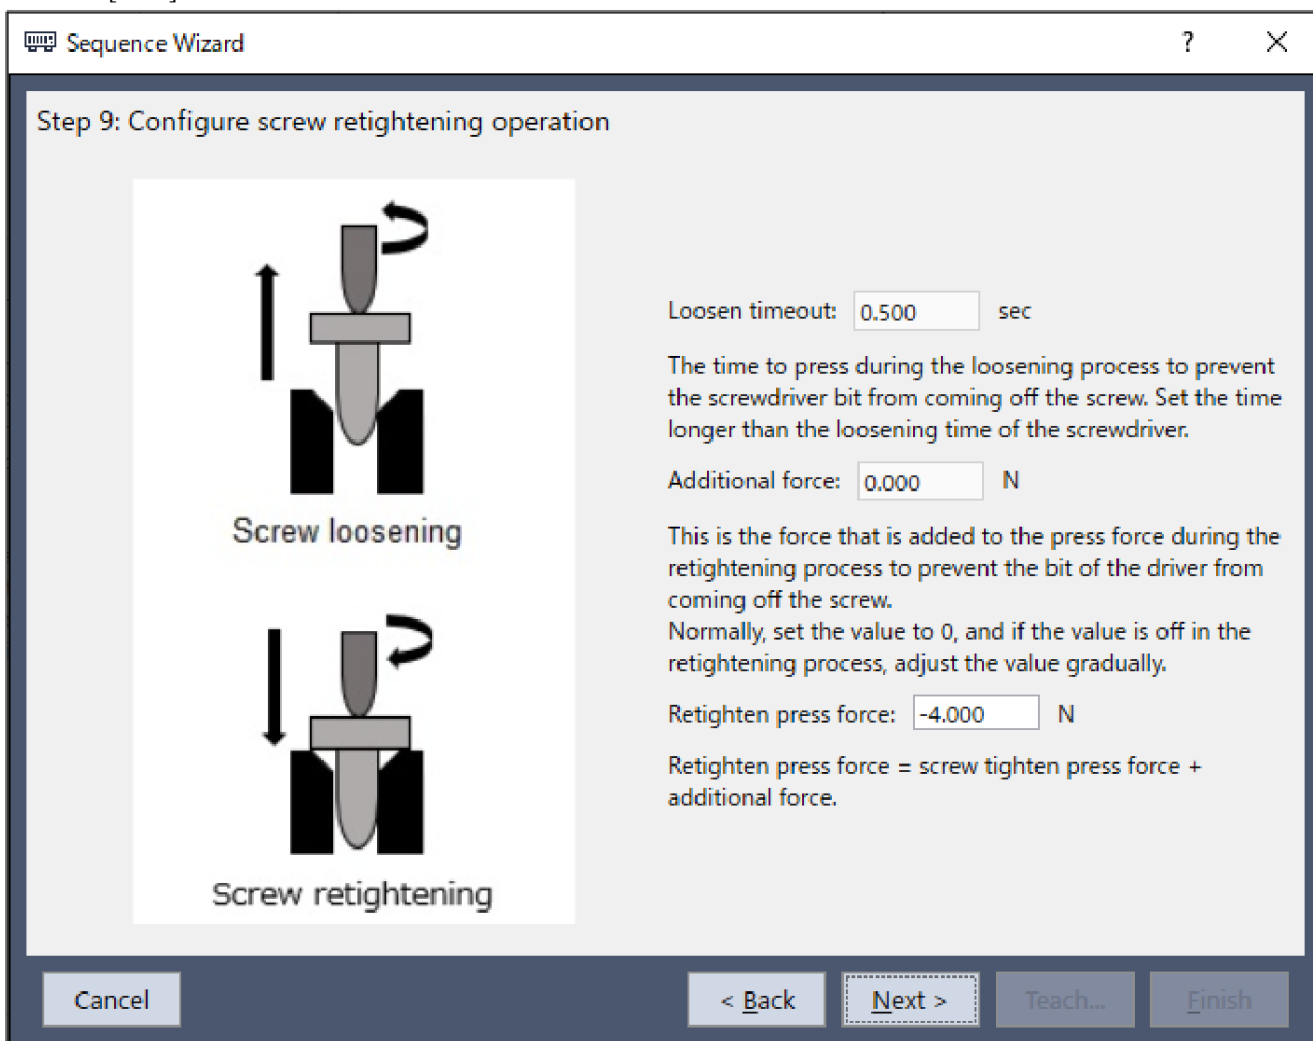 Sequence Wizard
?
Step 9: Configure screw retightening operation
Screw loosening
Screw retightening
Loosen timeout: 0.500 sec
The time to press during the loosening process to prevent
the screwdriver bit from coming off the screw. Set the time
longer than the loosening time of the screwdriver.
Additional force: 0.000 N
This is the force that is added to the press force during the
retightening process to prevent the bit of the driver from
coming off the screw.
Normally, set the value to 0, and if the value is off in the
retightening process, adjust the value gradually.
Retighten press force: -4.000 N
Retighten press force = screw tighten press force +
additional force.
Cancel
< Back
Next >
Teach...
Finish